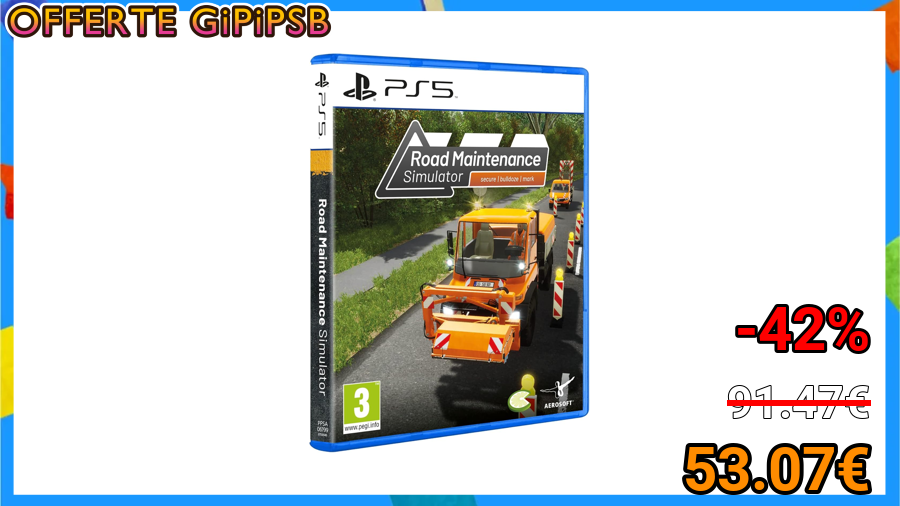 OFFERTE GiPiPSB
PS5
PS5
Road Maintenance
Simulator
secure | bulldoze | mark
Road Maintenance Simulator
3
www.pegi.info
AEROSOFT
-42%
91.47€
53.07€